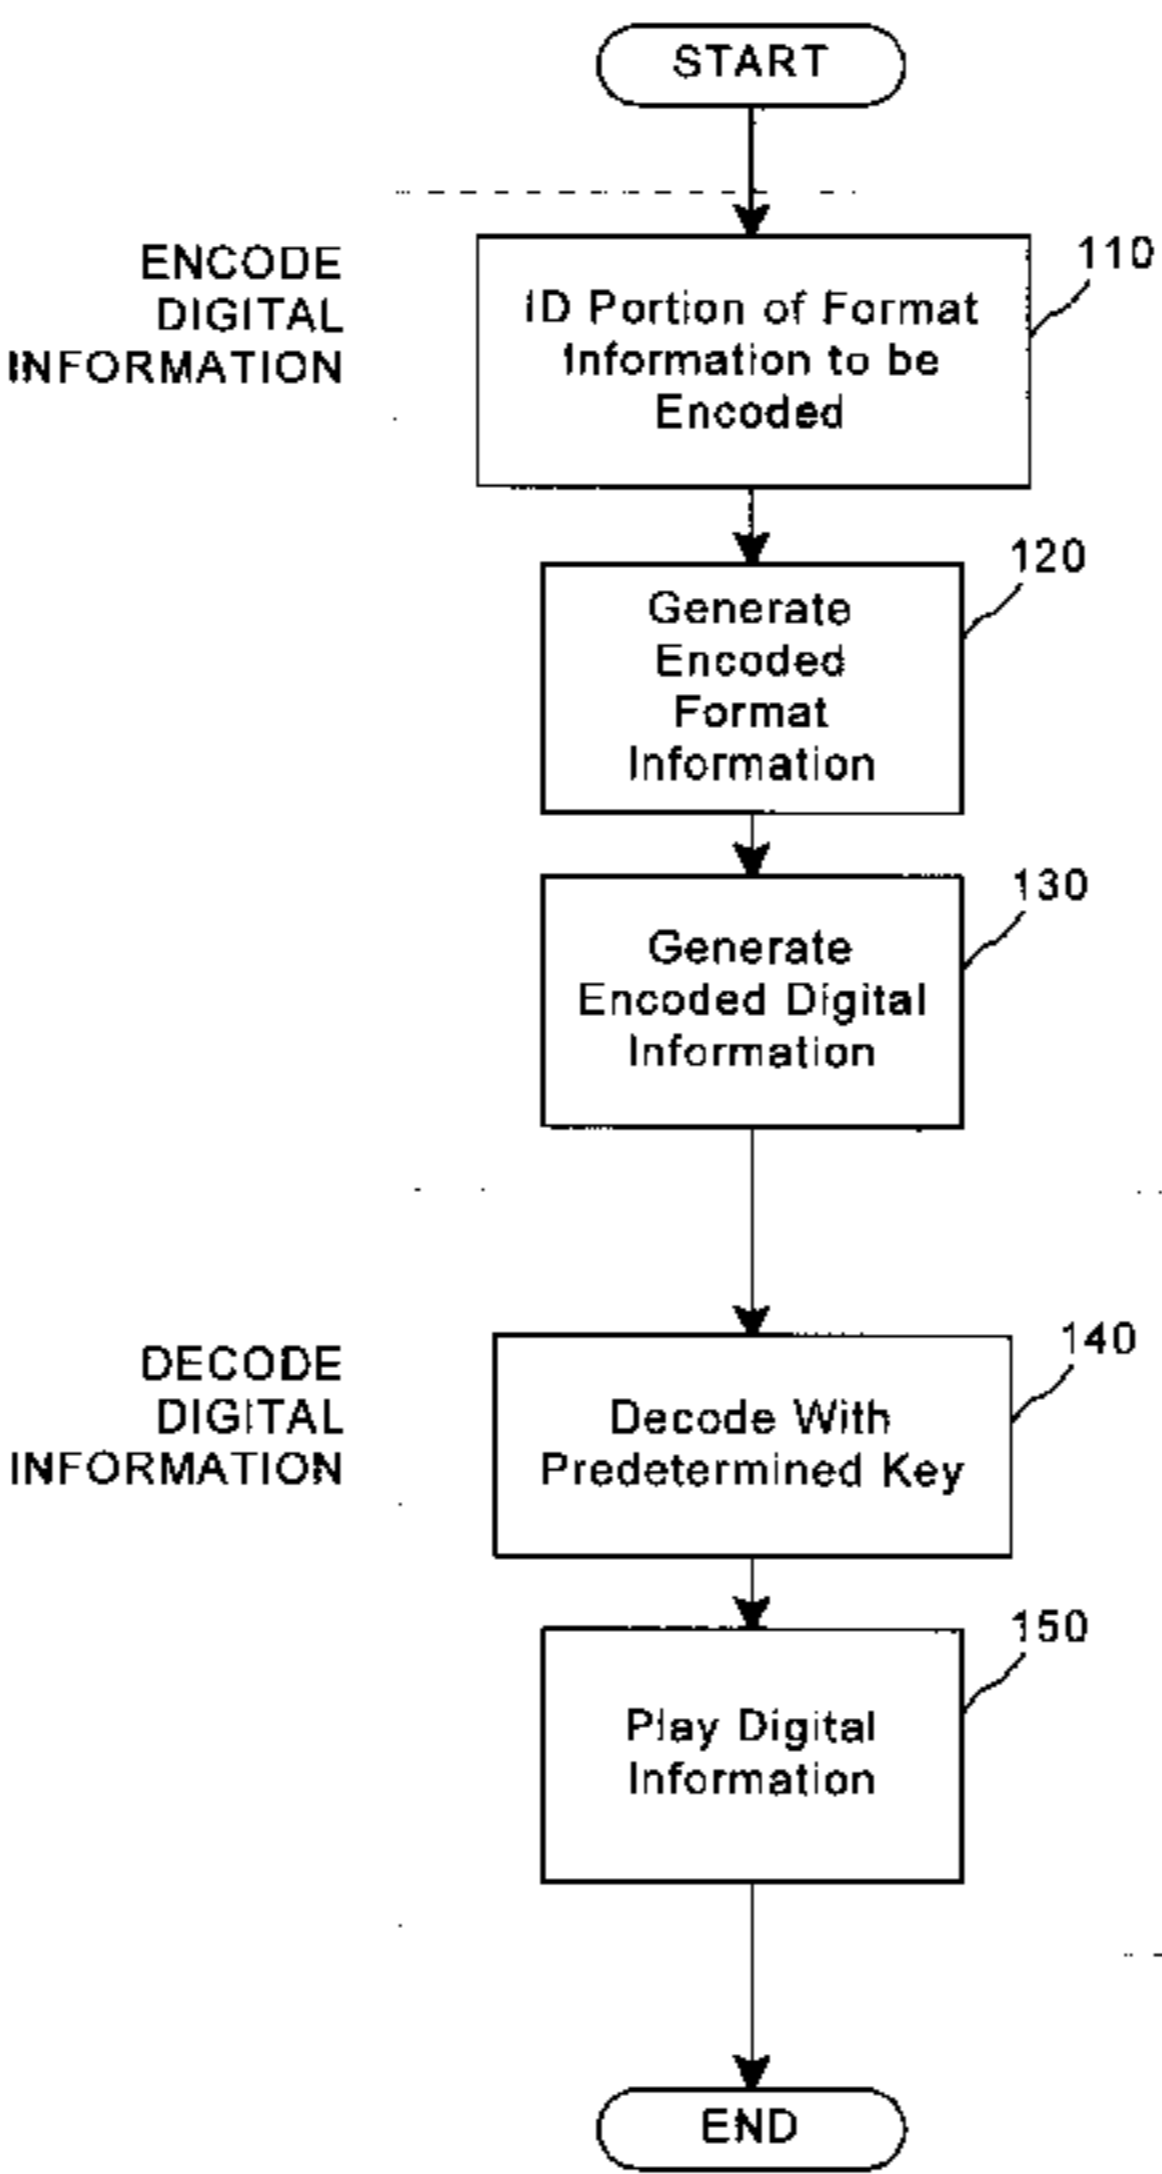 START
ENCODE
DIGITAL
INFORMATION
110
ID Portion of Format
Information to be
Encoded
120
Generate
Encoded
Format
Information
130
Generate
Encoded Digital
Information
DECODE
DIGITAL
INFORMATION
140
Decode With
Predetermined Key
150
Play Digital
Information
END